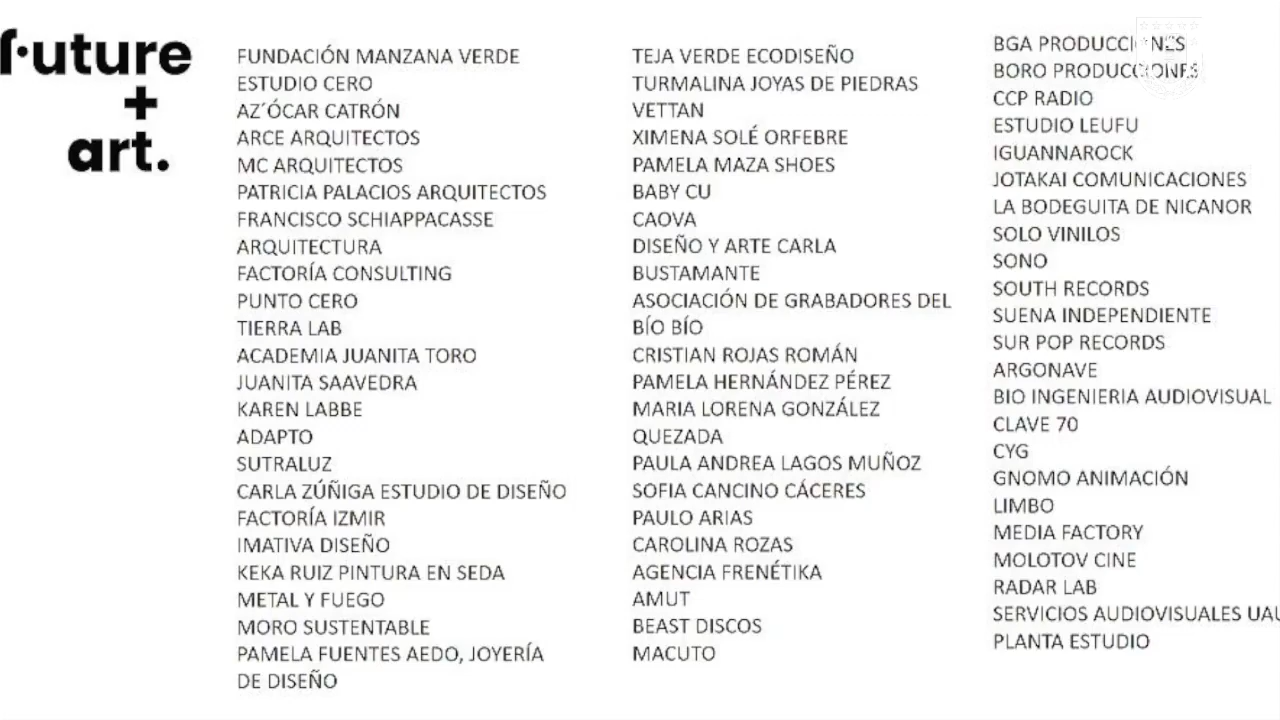 future
+
art.
FUNDACIÓN MANZANA VERDE
ESTUDIO CERO
AZ´ÓCAR CATRÓN
ARCE ARQUITECTOS
MC ARQUITECTOS
PATRICIA PALACIOS ARQUITECTOS
FRANCISCO SCHIAPPACASSE
ARQUITECTURA
FACTORÍA CONSULTING
PUNTO CERO
TIERRA LAB
ACADEMIA JUANITA TORO
JUANITA SAAVEDRA
KAREN LABBE
ADAPTO
SUTRALUZ
CARLA ZÚÑIGA ESTUDIO DE DISEÑO
FACTORÍA IZMIR
IMATIVA DISEÑO
KEKA RUIZ PINTURA EN SEDA
METAL Y FUEGO
MORO SUSTENTABLE
PAMELA FUENTES AEDO, JOYERÍA
DE DISEÑO
TEJA VERDE ECODISEÑO
TURMALINA JOYAS DE PIEDRAS
VETTAN
XIMENA SOLÉ ORFEBRE
PAMELA MAZA SHOES
BABY CU
CAOVA
DISEÑO Y ARTE CARLA
BUSTAMANTE
ASOCIACIÓN DE GRABADORES DEL
BÍO BÍO
CRISTIAN ROJAS ROMÁN
PAMELA HERNÁNDEZ PÉREZ
MARIA LORENA GONZÁLEZ
QUEZADA
PAULA ANDREA LAGOS MUÑOZ
SOFIA CANCINO CÁCERES
PAULO ARIAS
CAROLINA ROZAS
AGENCIA FRENÉTIKA
AMUT
BEAST DISCOS
MACUTO
BGA PRODUCCIONES
BORO PRODUCCIONES
CCP RADIO
ESTUDIO LEUFU
IGUANNAROCK
JOTAKAI COMUNICACIONES
LA BODEGUITA DE NICANOR
SOLO VINILOS
SONO
SOUTH RECORDS
SUENA INDEPENDIENTE
SUR POP RECORDS
ARGONAVE
BIO INGENIERIA AUDIOVISUAL
CLAVE 70
CYG
GNOMO ANIMACIÓN
LIMBO
MEDIA FACTORY
MOLOTOV CINE
RADAR LAB
SERVICIOS AUDIOVISUALES
PLANTA ESTUDIO